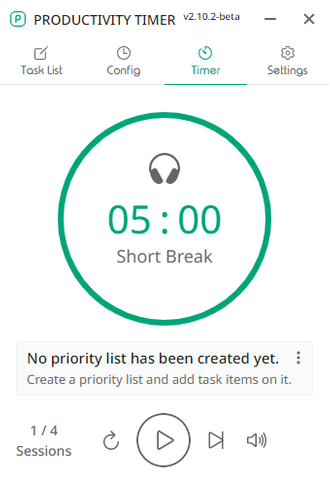 PRODUCTIVITY TIMER v2.10.2-beta
Task List Config Timer Settings
05 : 00
Short Break
No priority list has been created yet.
Create a priority list and add task items on it.
1 / 4
Sessions